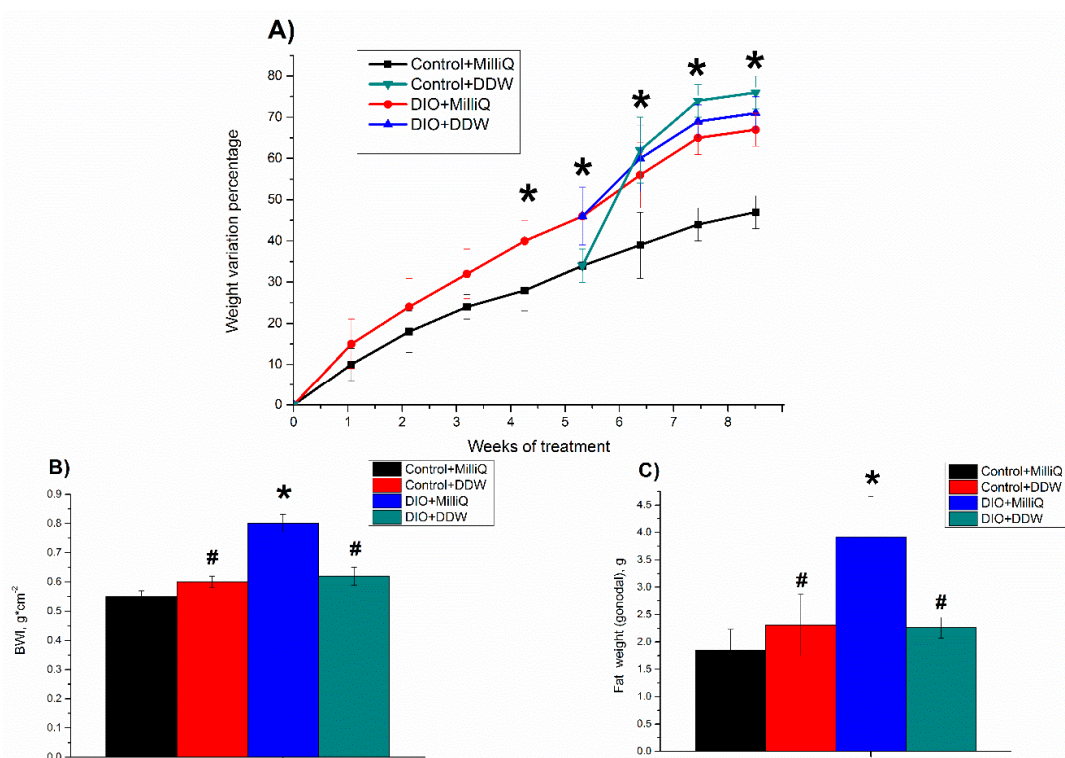 A)
Control+MilliQ
Control+DDW
DIO+MilliQ
DIO+DDW
Weight variation percentage
80
70
60
50
40
30
20
10
0
* * * * *
0 1 2 3 4 5 6 7 8
Weeks of treatment
B)
Control+MilliQ
Control+DDW
DIO+MilliQ
DIO+DDW
BWI, g*cm-2
0.9
0.8
0.7
0.6
0.5
0.4
0.3
0.2
0.1
0.0
# * #
C)
Control+MilliQ
Control+DDW
DIO+MilliQ
DIO+DDW
Fat weight (gonodal), g
4.5
4.0
3.5
3.0
2.5
2.0
1.5
1.0
0.5
0.0
# * #